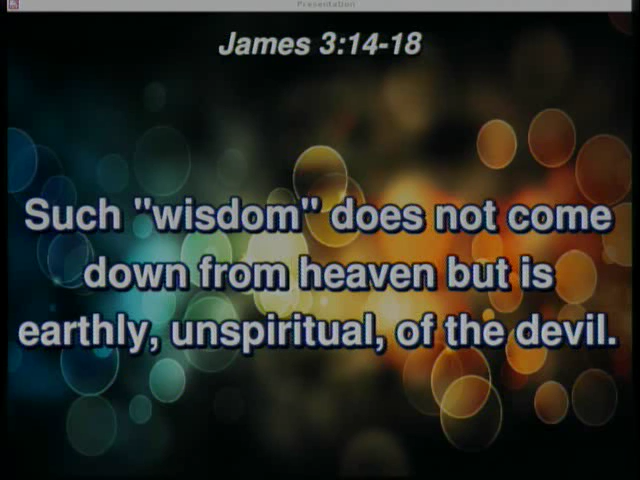 Presentation
James 3:14-18
Such "wisdom" does not come
down from heaven but is
earthly, unspiritual, of the devil.